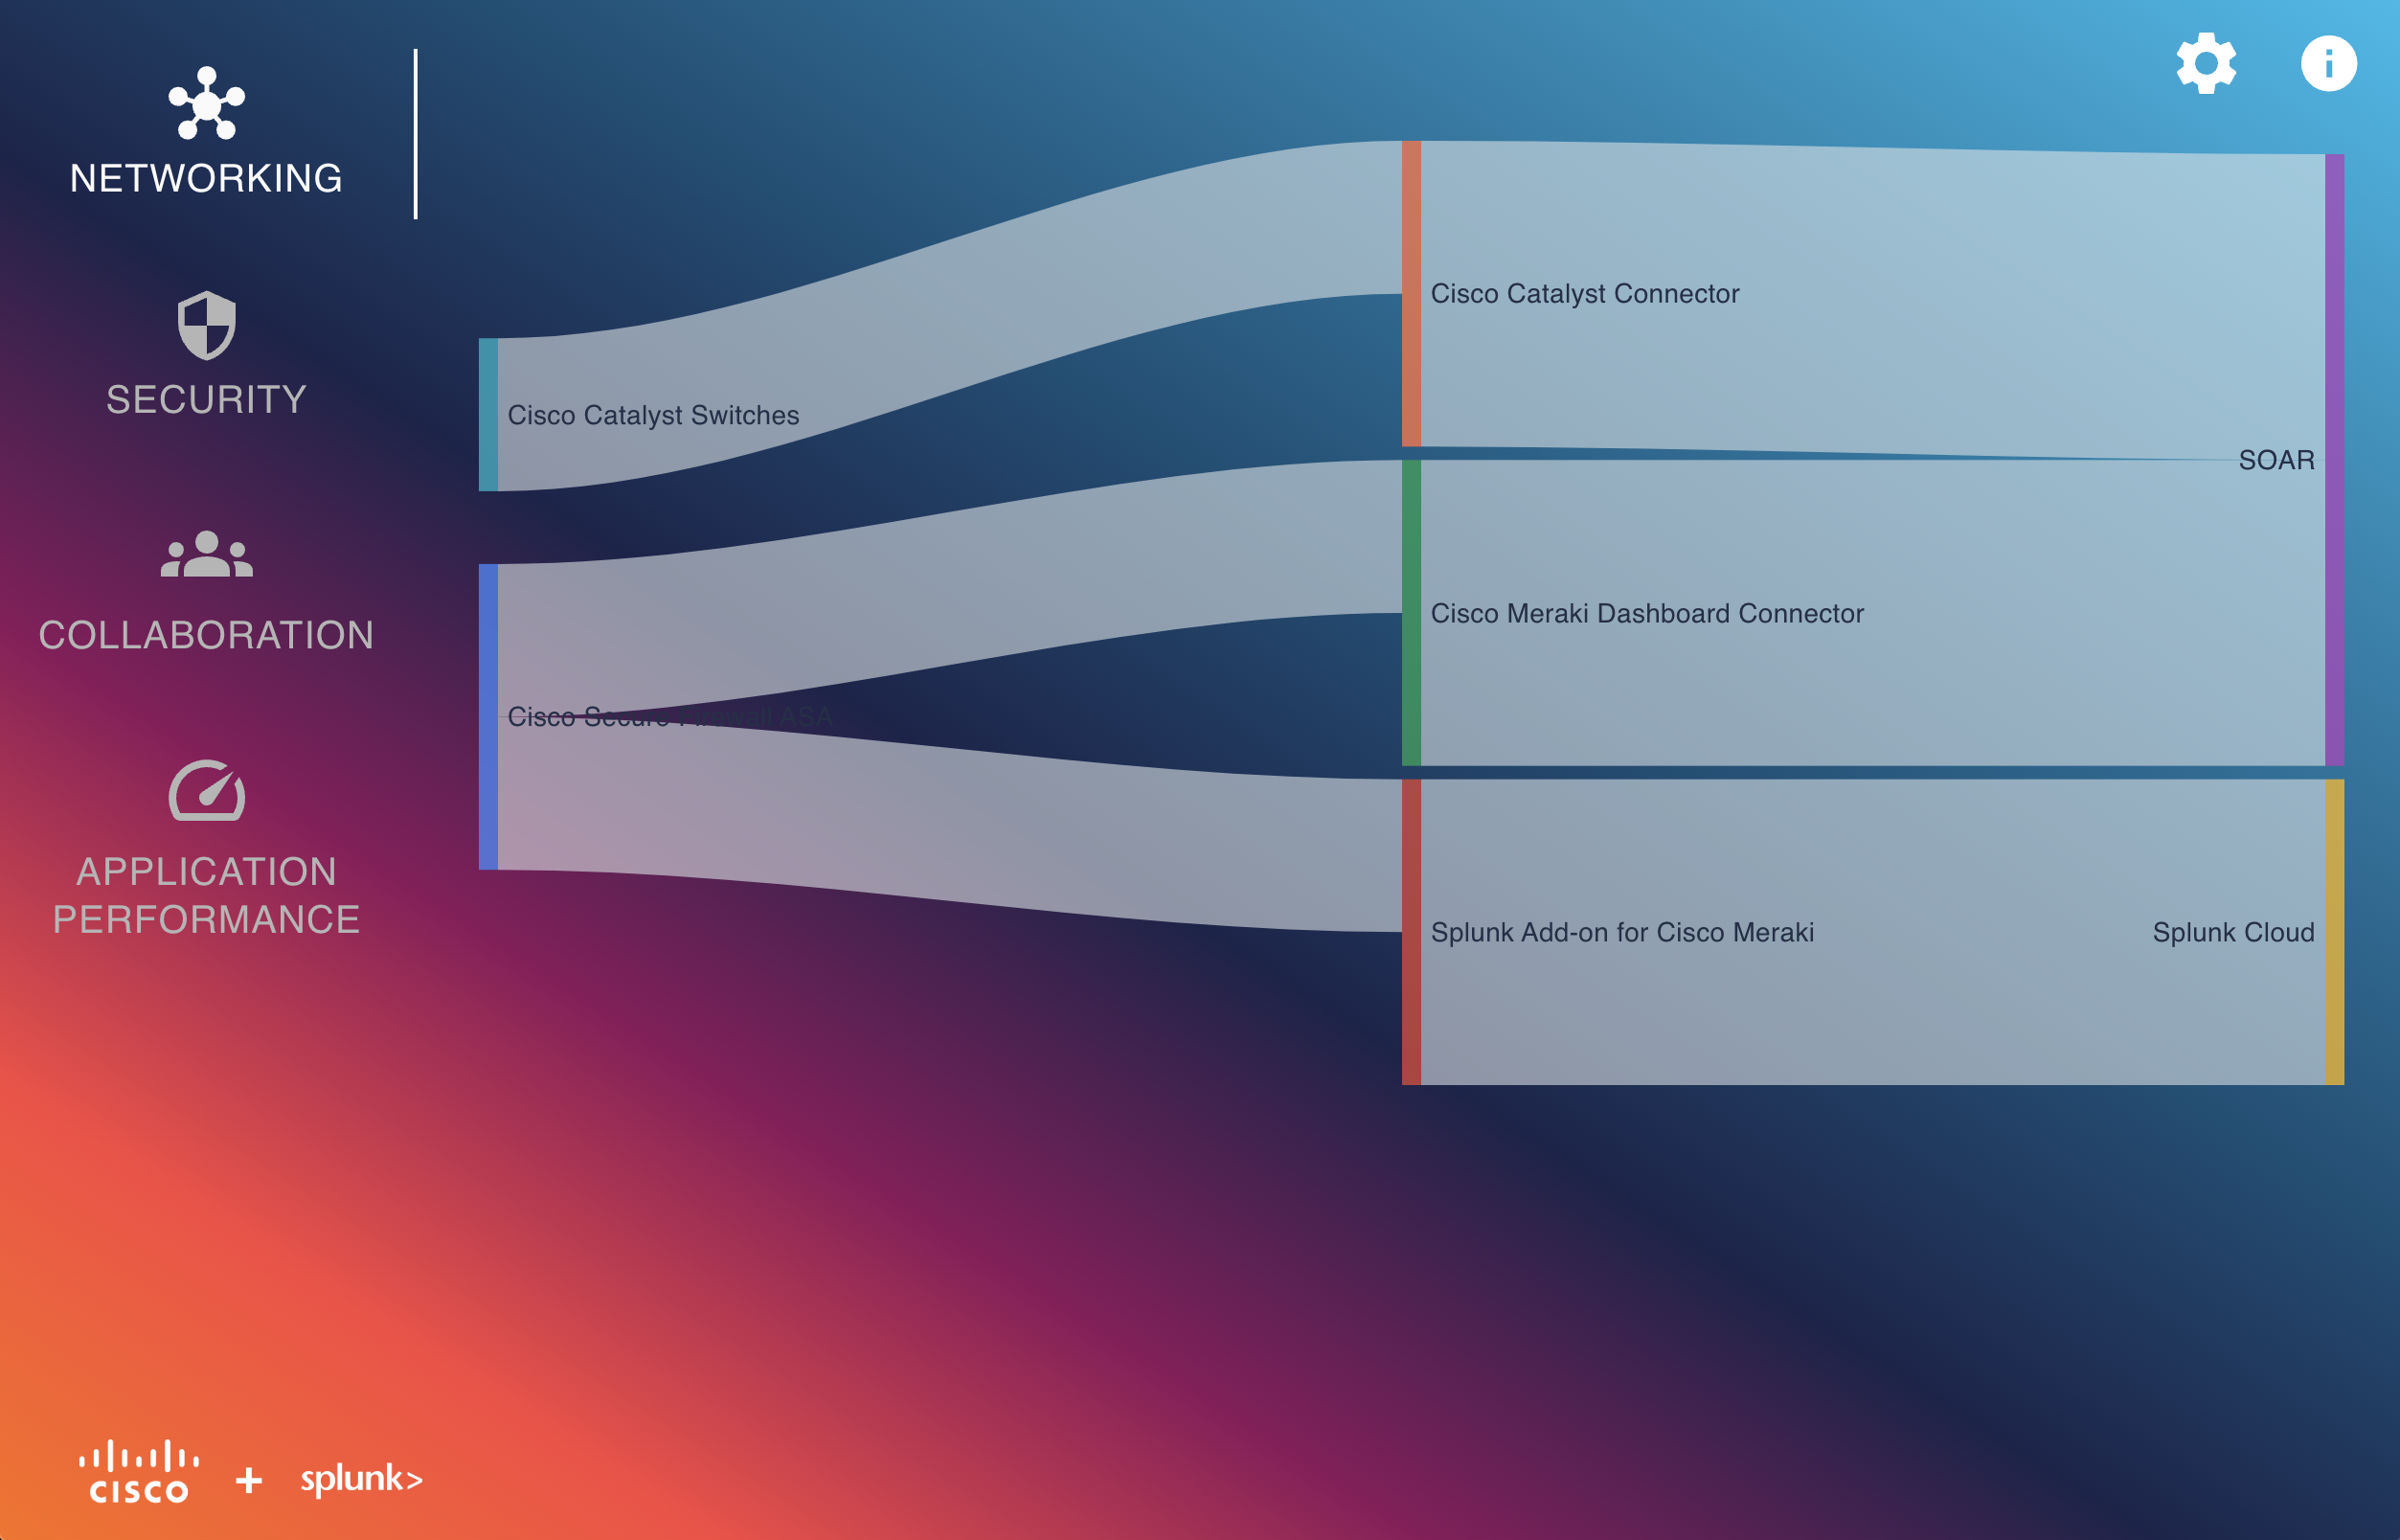 NETWORKING
SECURITY
COLLABORATION
APPLICATION
PERFORMANCE
Cisco Catalyst Switches
Cisco Secure Firewall ASA
Cisco Catalyst Connector
Cisco Meraki Dashboard Connector
Splunk Add-on for Cisco Meraki
SOAR
Splunk Cloud
CISCO + splunk>